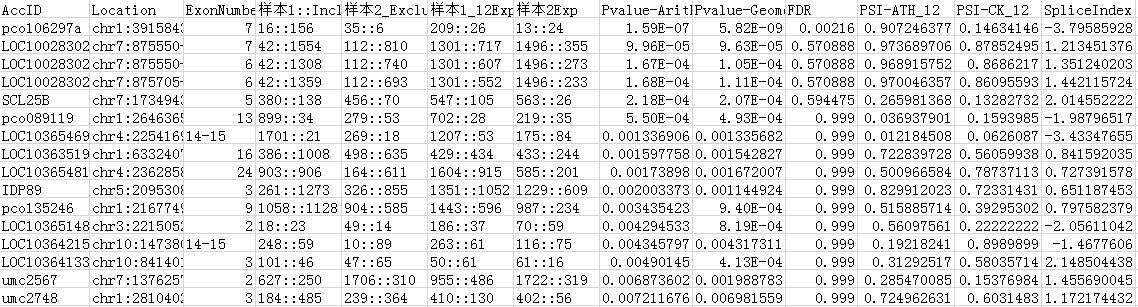 AccID Location ExonNumbe 样本1::Incl 样本2_Exclu 样本1_12Exp 样本2Exp Pvalue-Arit Pvalue-Geom FDR PSI-ATH_12 PSI-CK_12 SpliceIndex
pco106297a chr1:391584 7 16::156 35::6 209::26 13::24 1.59E-07 5.82E-09 0.00216 0.907246377 0.14634146 -3.79585928
LOC10028302 chr7:875550- 7 42::1554 112::810 1301::717 1496::355 9.96E-05 9.63E-05 0.570888 0.973689706 0.87852495 1.213451376
LOC10028302 chr7:875550- 6 42::1308 112::740 1301::607 1496::273 1.67E-04 1.05E-04 0.570888 0.968915752 0.8686217 1.351240203
LOC10028302 chr7:875705- 6 42::1359 112::693 1301::552 1496::233 1.68E-04 1.11E-04 0.570888 0.970046357 0.86095593 1.442115724
SCL25B chr7:1734943 5 380::138 456::70 547::105 563::26 2.18E-04 2.07E-04 0.594475 0.265981368 0.13282732 2.014552222
pco089119 chr1:2646365 13 899::34 279::53 702::28 219::35 5.50E-04 4.93E-04 0.999 0.036937901 0.1593985 -1.98796517
LOC10365469 chr4:2254169 14-15 1701::21 269::18 1207::53 175::84 0.001336906 0.001335682 0.999 0.012184508 0.0626087 -3.43347655
LOC10363519 chr1:6332407 16 386::1008 498::635 429::434 433::244 0.001597758 0.001542827 0.999 0.722839728 0.56059938 0.841592035
LOC10365481 chr4:2362858 24 903::906 164::611 1604::915 585::201 0.00173898 0.001672007 0.999 0.500966584 0.78737113 0.727391578
IDP89 chr5:2095308 3 261::1273 326::855 1351::1052 1229::609 0.002003373 0.001144924 0.999 0.829912023 0.72331431 0.651187453
pco135246 chr1:2167749 9 1058::1128 904::585 1443::596 987::234 0.003435423 9.40E-04 0.999 0.515885714 0.39295302 0.797582379
LOC10365148 chr3:2215052 2 18::23 49::14 186::37 70::59 0.004294533 8.19E-04 0.999 0.56097561 0.22222222 -2.05611042
LOC10364215 chr10:147380 14-15 248::59 10::89 263::61 116::75 0.004345797 0.004317311 0.999 0.19218241 0.8989899 -1.4677606
LOC10364133 chr10:841401 3 101::46 47::65 50::61 61::16 0.00490145 4.13E-04 0.999 0.31292517 0.58035714 2.148504438
umc2567 chr7:1376257 2 627::250 1706::310 955::486 1722::319 0.006873602 0.001988783 0.999 0.285470085 0.15376984 1.455690045
umc2748 chr1:2810402 3 184::485 239::364 410::130 402::56 0.007211676 0.006981559 0.999 0.724962631 0.6031483 1.172174432